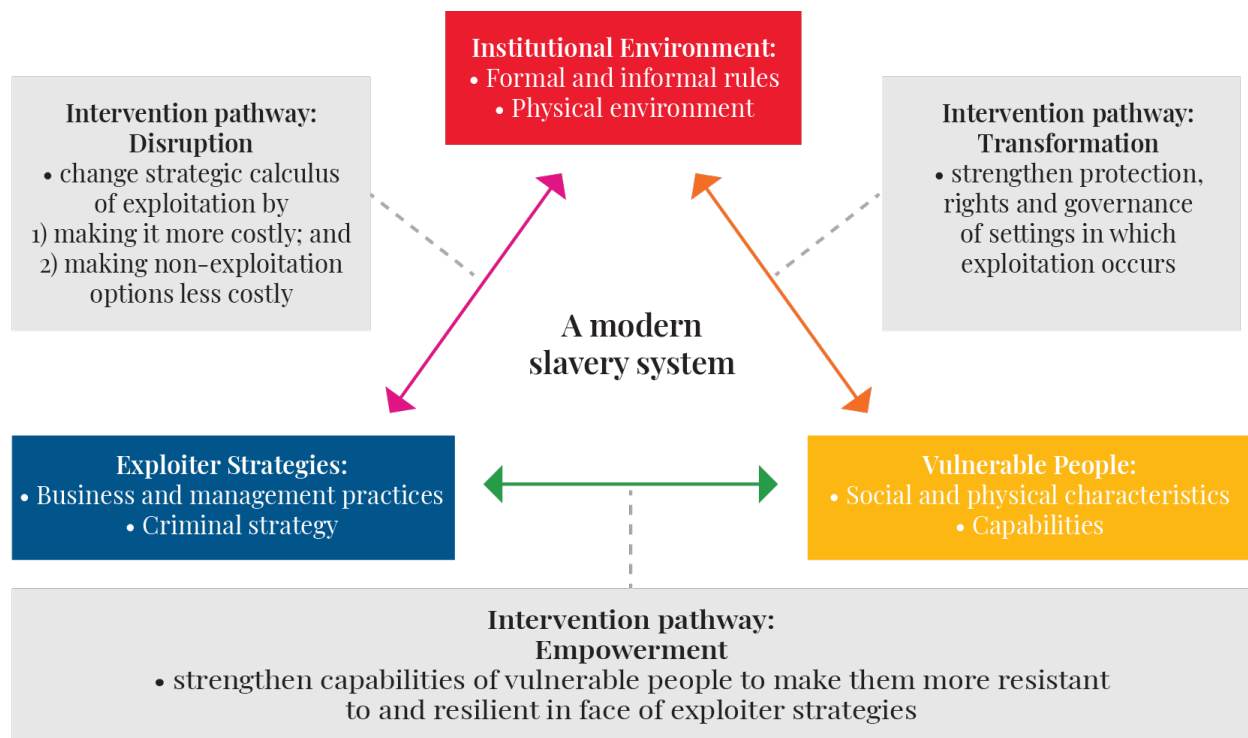 Institutional Environment:
• Formal and informal rules
• Physical environment
Intervention pathway:
Disruption
• change strategic calculus
of exploitation by
1) making it more costly; and
2) making non-exploitation
options less costly
Intervention pathway:
Transformation
• strengthen protection,
rights and governance
of settings in which
exploitation occurs
A modern
slavery system
Exploiter Strategies:
• Business and management practices
• Criminal strategy
Vulnerable People:
• Social and physical characteristics
• Capabilities
Intervention pathway:
Empowerment
• strengthen capabilities of vulnerable people to make them more resistant
to and resilient in face of exploiter strategies